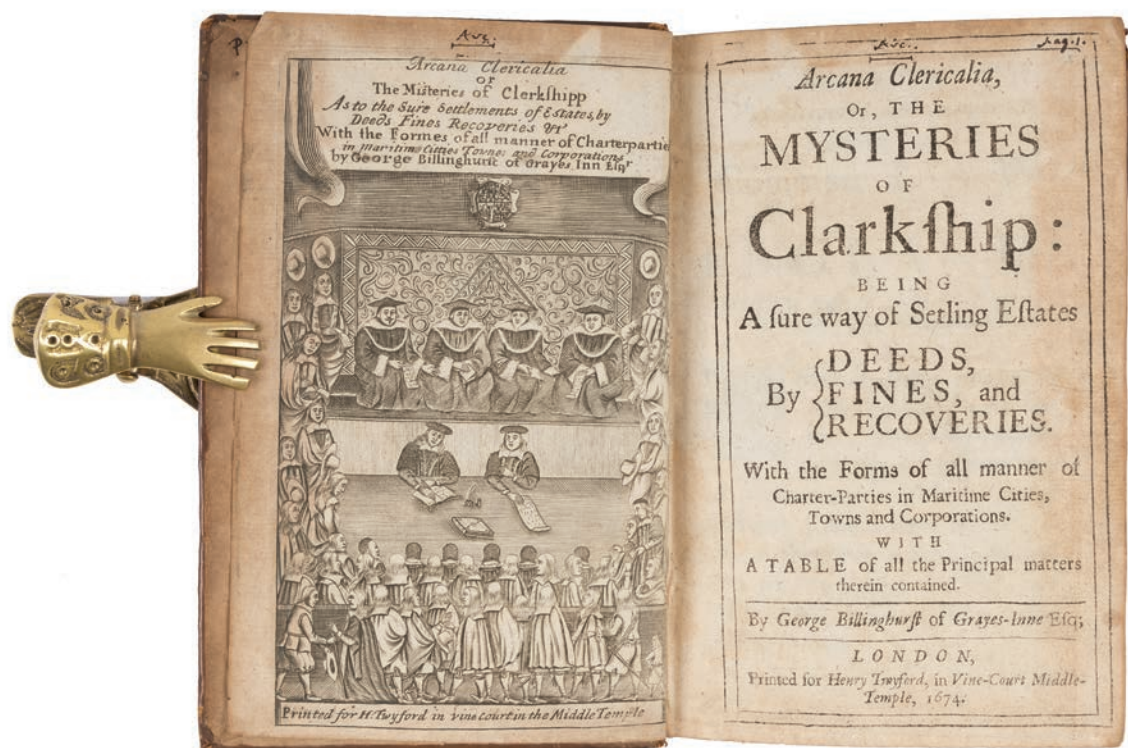 Arcana Clericalia
or
The Misteries of Clerkshipp
As to the Sure Settlements of Estates, by
Deeds Fines Recoveries &c
With the Formes of all manner of Charterpartie
in maritime Cities Townes and Corporations
by George Billinghurst of Grayes Inn Esqr
Printed for H. Twyford in vine court in the Middle Temple
pag. 1.
Arcana Clericalia,
Or, THE
MYSTERIES
OF
Clarkſhip:
BEING
A ſure way of Setling Eſtates
By
DEEDS,
FINES, and
RECOVERIES.
With the Forms of all manner of
Charter-Parties in Maritime Cities,
Towns and Corporations.
WITH
A TABLE of all the Principal matters
therein contained.
By George Billinghurſt of Grayes-Inne Eſq;
LONDON,
Printed for Henry Twyford, in Vine-Court Middle-
Temple, 1674.